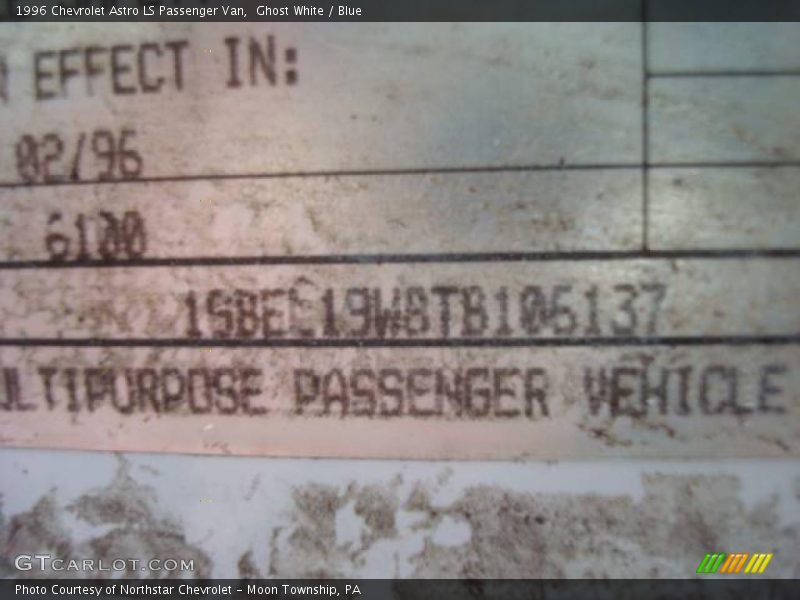 1996 Chevrolet Astro LS Passenger Van,  Ghost White / Blue
EFFECT IN:
02/96
6100
PASSENGER VEHICLE
GTCARLOT.COM
Photo Courtesy of Northstar Chevrolet - Moon Township, PA